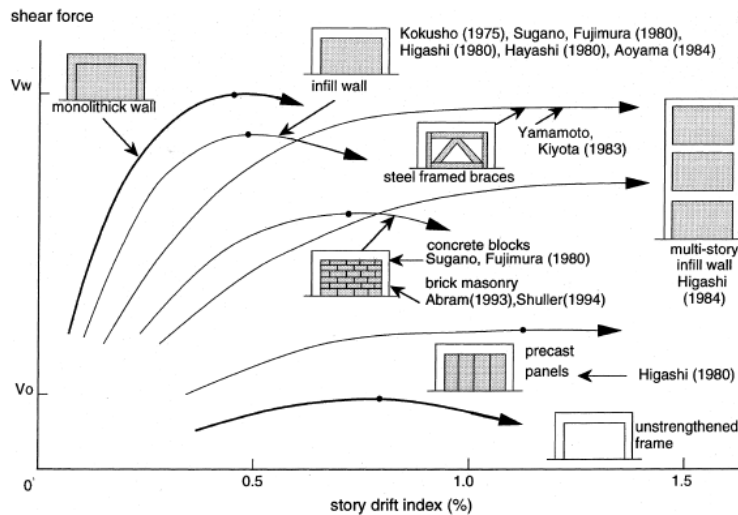 shear force
Kokusho (1975), Sugano, Fujimura (1980),
Higashi (1980), Hayashi (1980), Aoyama (1984)
Vw
monolithick wall
infill wall
Yamamoto,
Kiyota (1983)
steel framed braces
multi-story
infill wall
Higashi
(1984)
concrete blocks
Sugano, Fujimura (1980)
brick masonry
Abram(1993),Shuller(1994)
precast
panels
Higashi (1980)
Vo
unstrengthened
frame
0
0.5
1.0
1.5
story drift index (%)